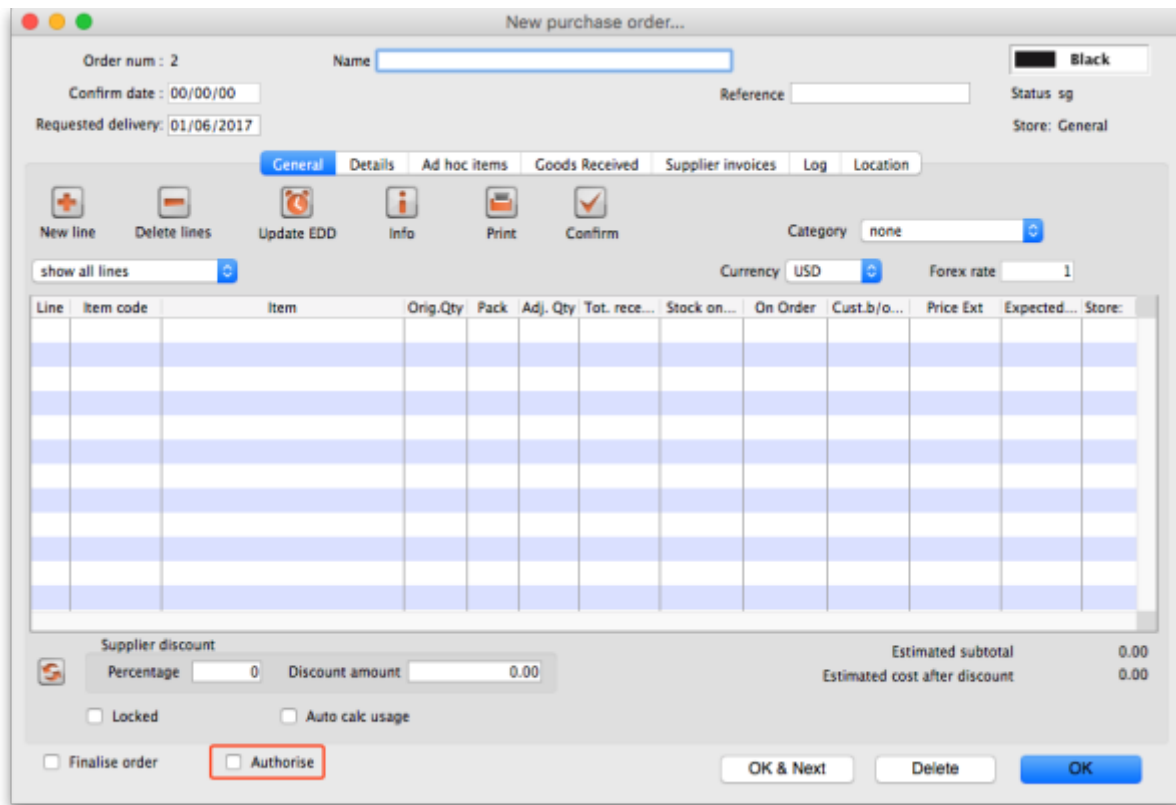 New purchase order...
Order num : 2 Name Black
Confirm date : 00/00/00 Reference Status sg
Requested delivery: 01/06/2017 Store: General
General Details Ad hoc items Goods Received Supplier invoices Log Location
New line Delete lines Update EDD Info Print Confirm Category none
show all lines Currency USD Forex rate 1
Line Item code Item Orig.Qty Pack Adj. Qty Tot. rece... Stock on... On Order Cust.b/o... Price Ext Expected... Store:
Supplier discount Estimated subtotal 0.00
Percentage 0 Discount amount 0.00 Estimated cost after discount 0.00
Locked Auto calc usage
Finalise order Authorise OK & Next Delete OK